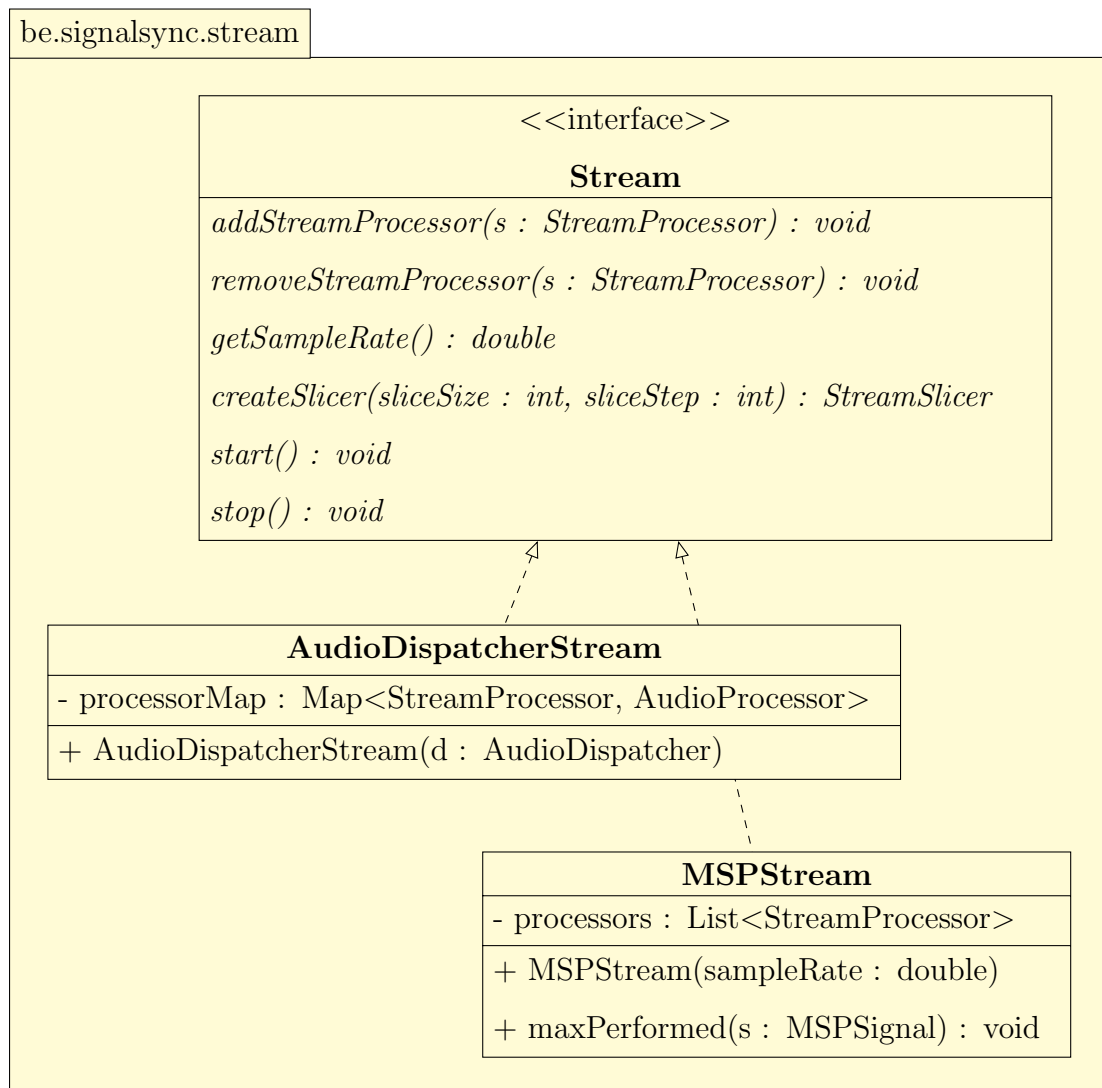 be.signalsync.stream
<<interface>>
Stream
addStreamProcessor(s : StreamProcessor) : void
removeStreamProcessor(s : StreamProcessor) : void
getSampleRate() : double
createSlicer(sliceSize : int, sliceStep : int) : StreamSlicer
start() : void
stop() : void
AudioDispatcherStream
- processorMap : Map<StreamProcessor, AudioProcessor>
+ AudioDispatcherStream(d : AudioDispatcher)
MSPStream
- processors : List<StreamProcessor>
+ MSPStream(sampleRate : double)
+ maxPerformed(s : MSPSignal) : void